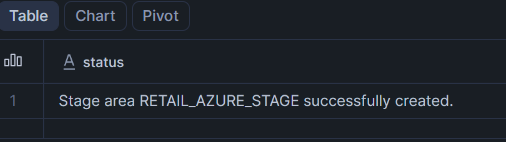 Table Chart Pivot
A status
1 Stage area RETAIL_AZURE_STAGE successfully created.